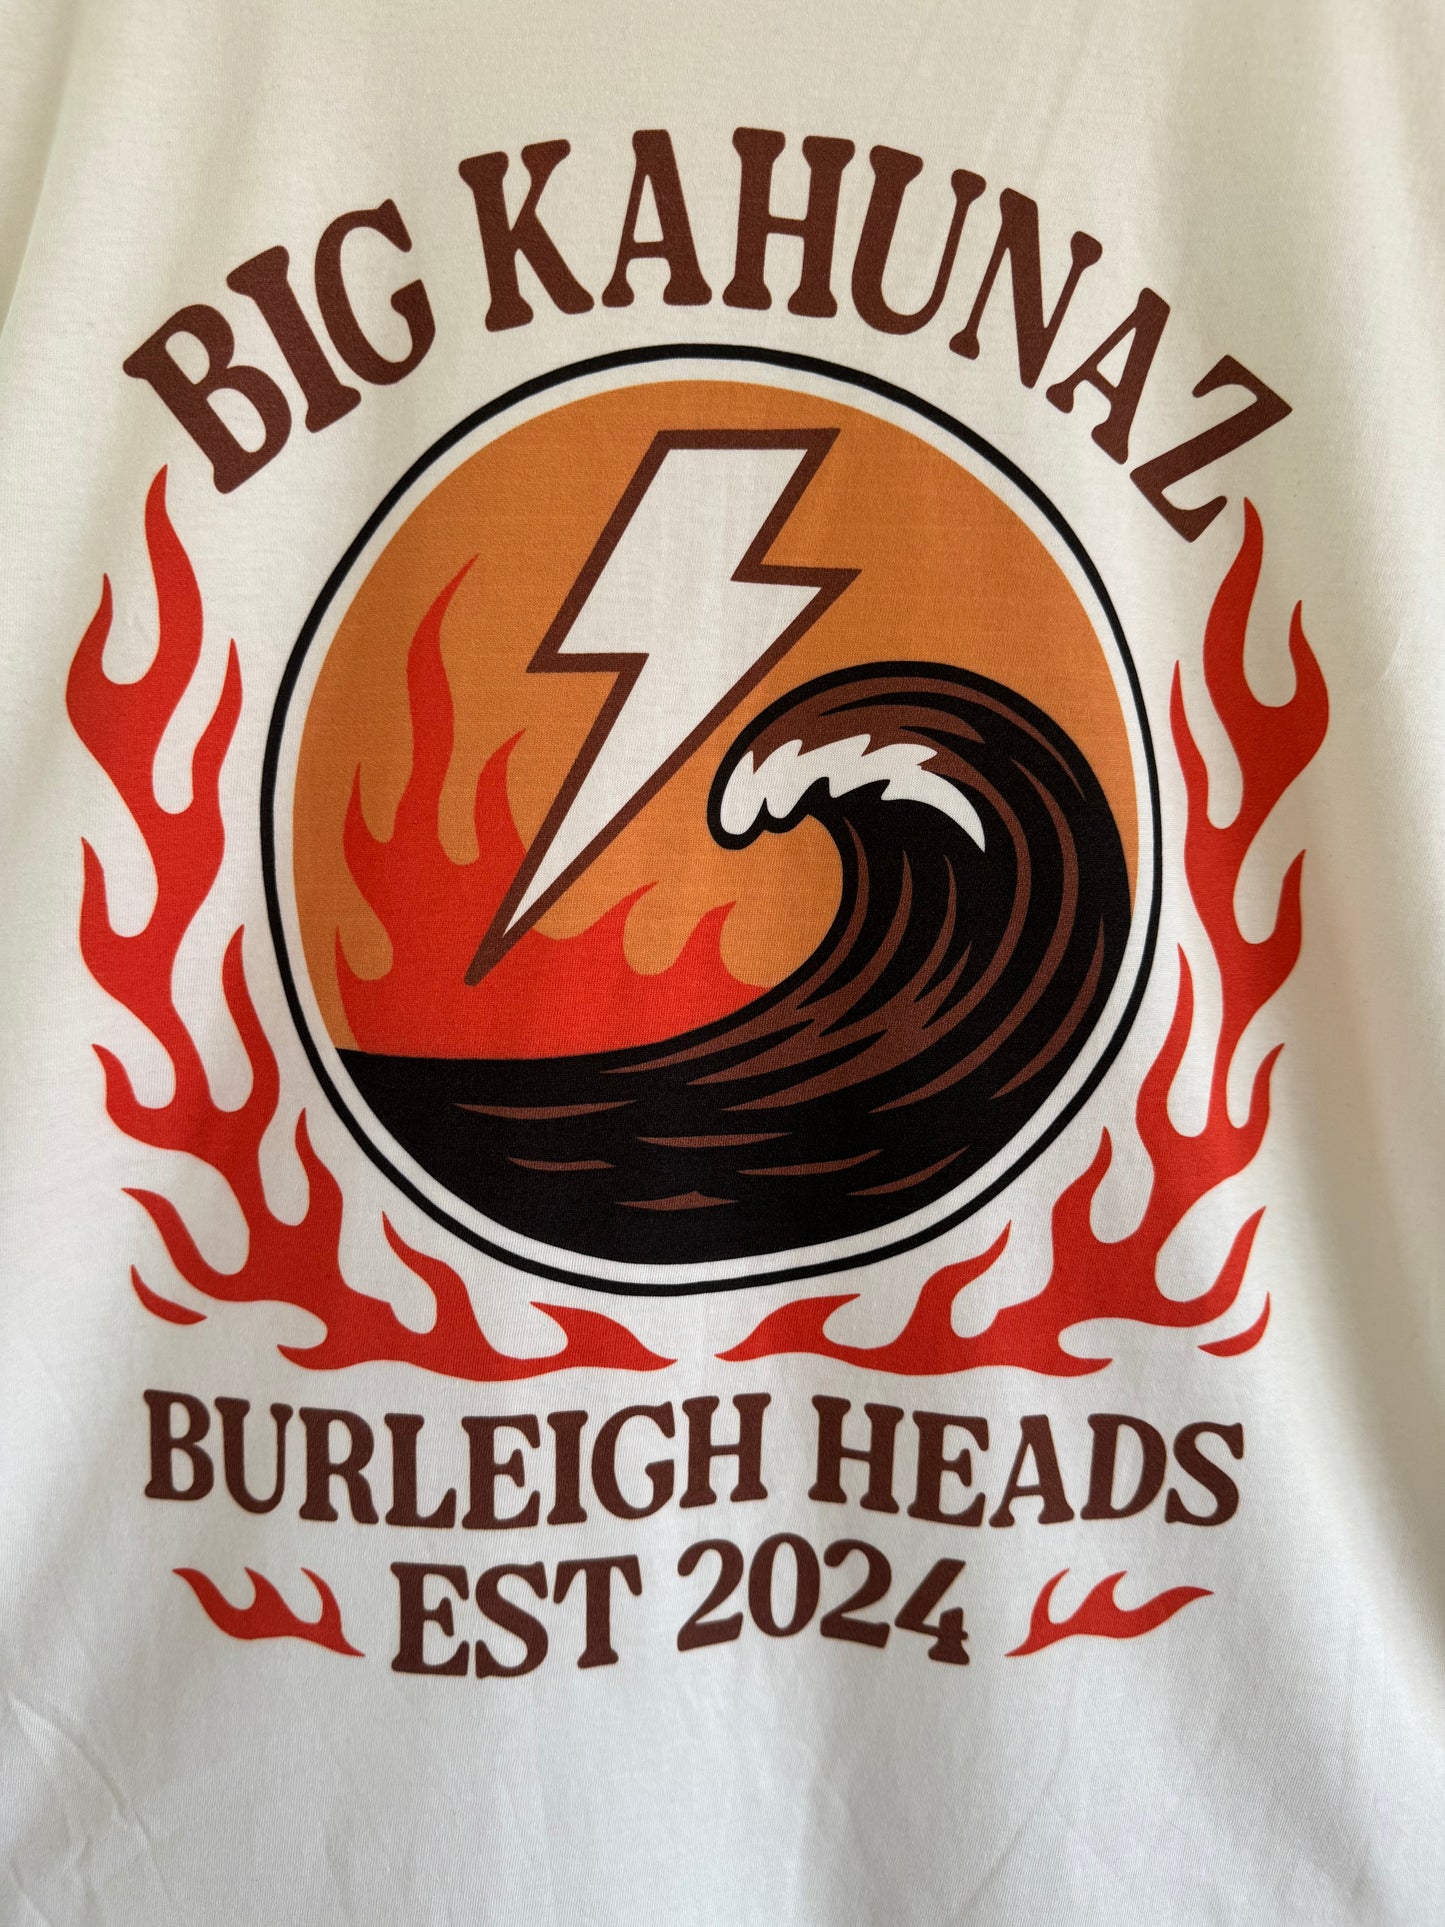 BIG KAHUNAZ
BURLEIGH HEADS
EST 2024